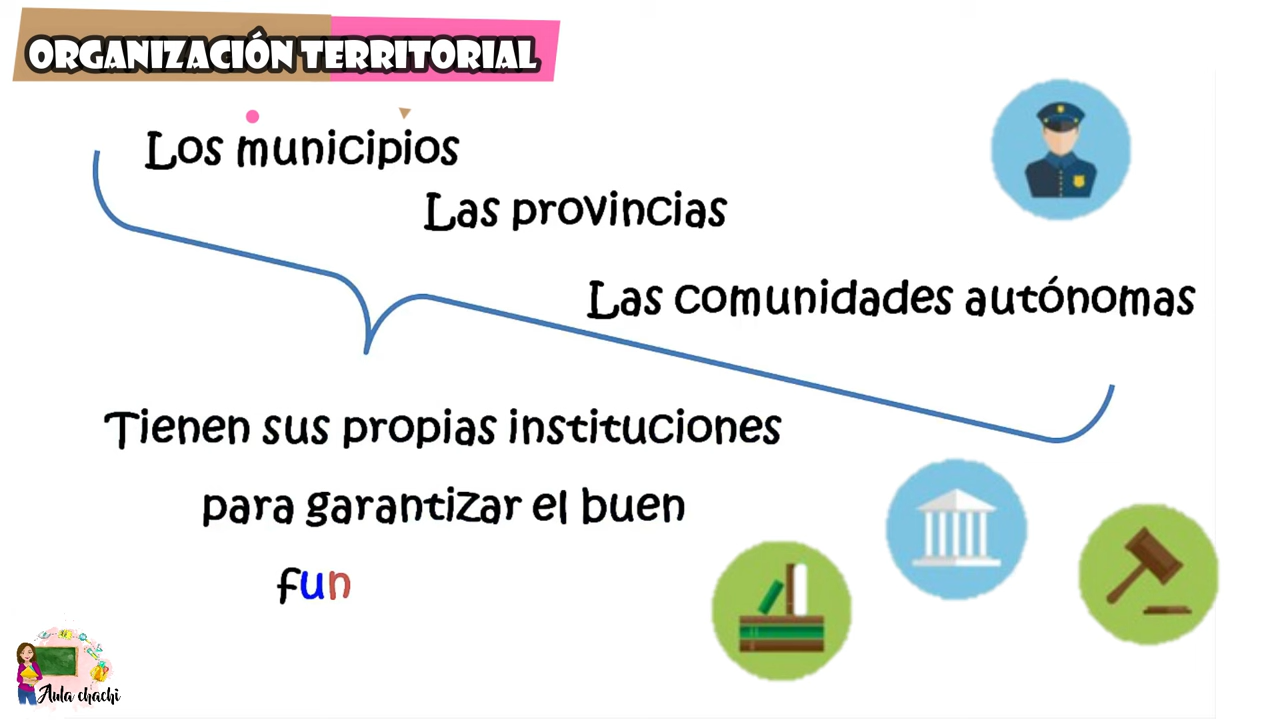 ORGANIZACIÓN TERRITORIAL
Los municipios
Las provincias
Las comunidades autónomas
Tienen sus propias instituciones
para garantizar el buen
fun
Aula chachi